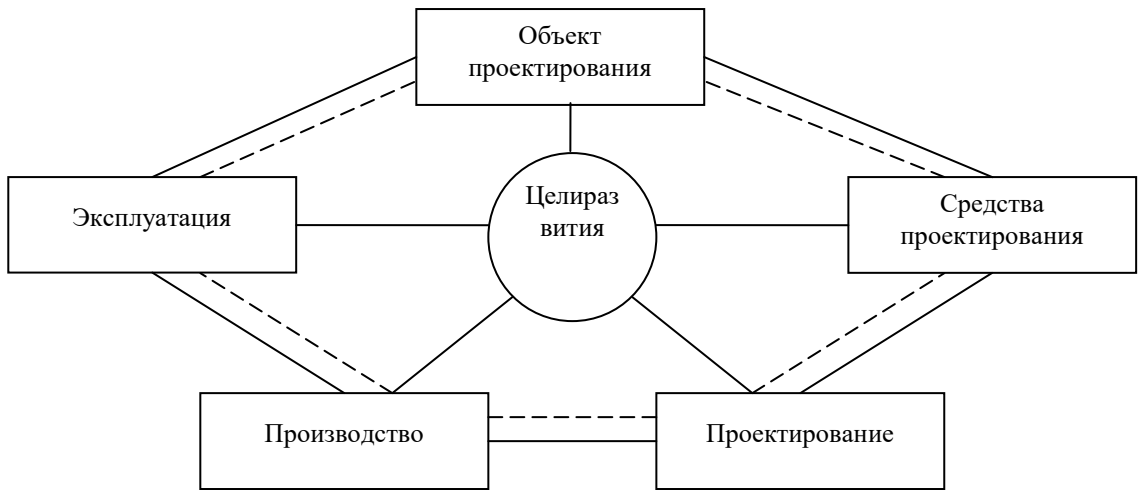 Объект
проектирования
Эксплуатация
Целираз
вития
Средства
проектирования
Производство
Проектирование